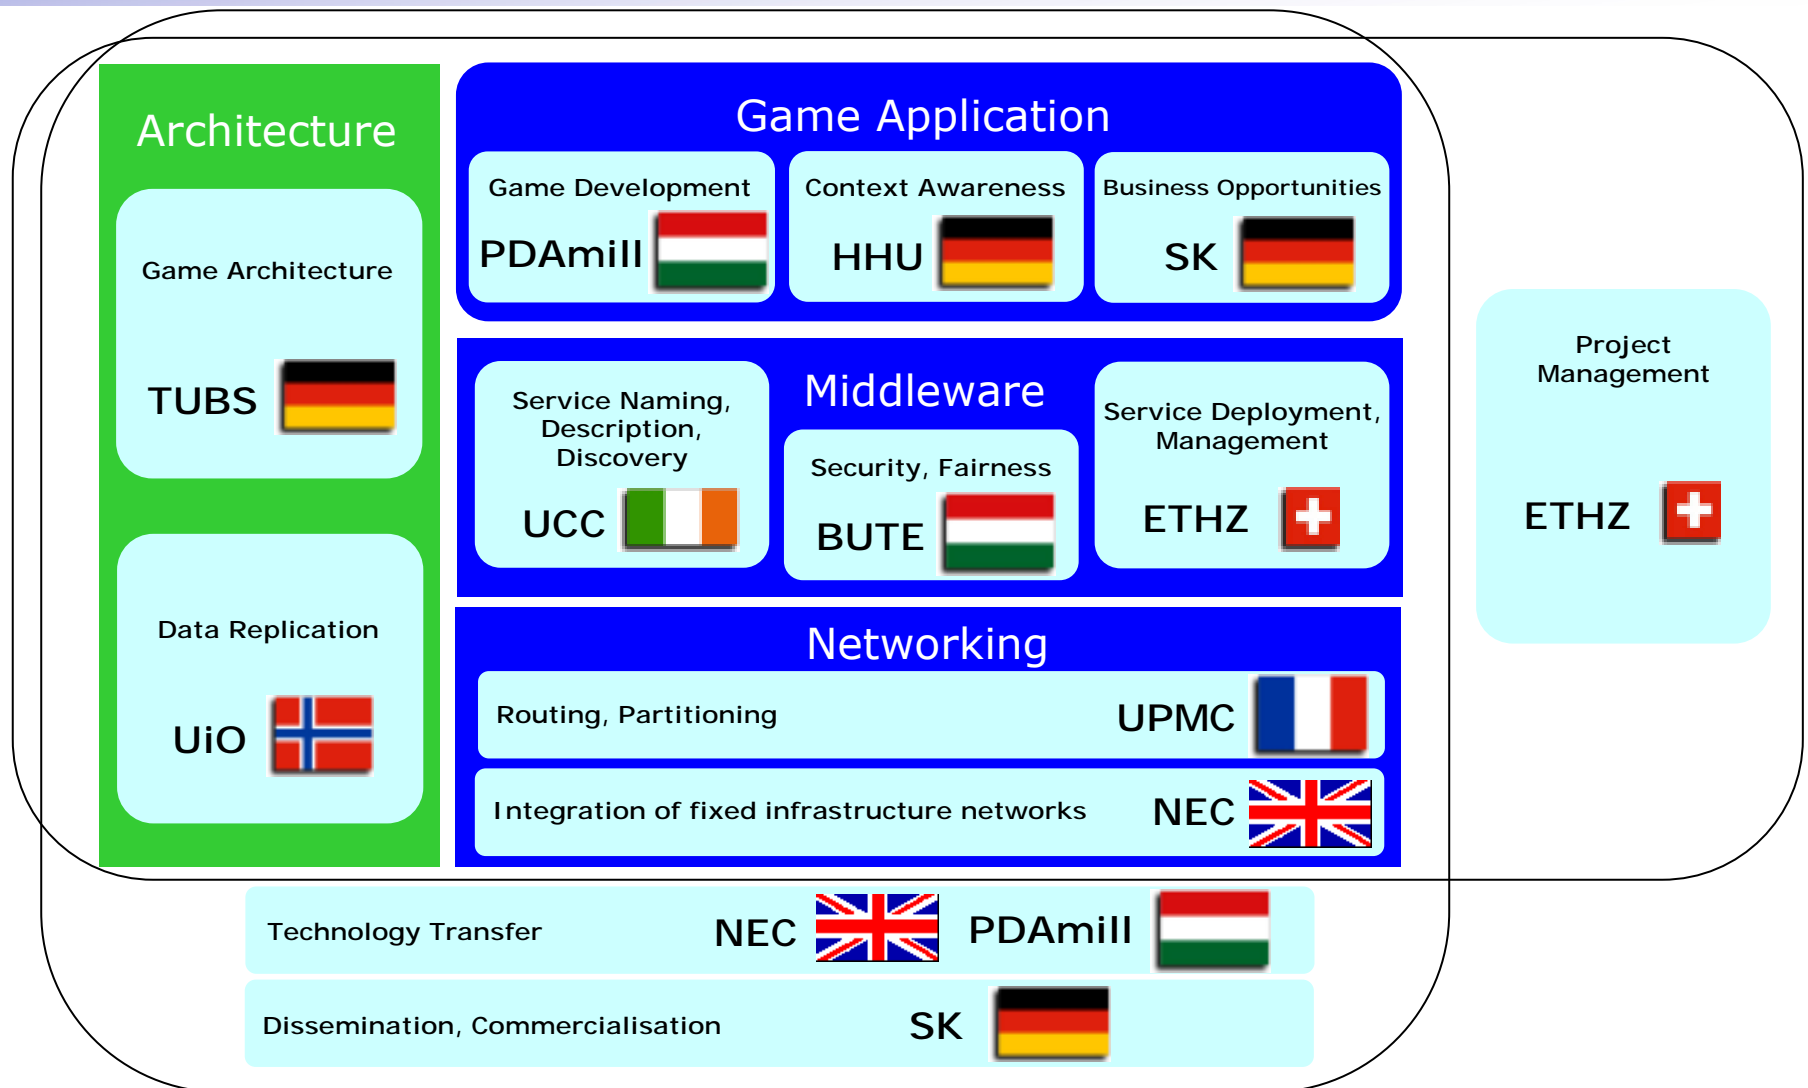 Architecture
Game Architecture
TUBS
Data Replication
UiO
Game Application
Game Development
PDAmill
Context Awareness
HHU
Business Opportunities
SK
Middleware
Service Naming,
Description,
Discovery
UCC
Security, Fairness
BUTE
Service Deployment,
Management
ETHZ
Networking
Routing, Partitioning
UPMC
Integration of fixed infrastructure networks
NEC
Project
Management
ETHZ
Technology Transfer
NEC
PDAmill
Dissemination, Commercialisation
SK